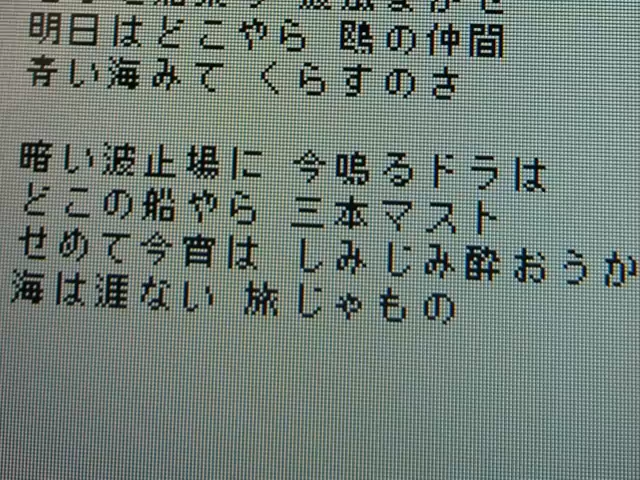 明日はどこやら 鴎の仲間
青い海みて くらすのさ
暗い波止場に 今鳴るドラは
どこの船やら 三本マスト
せめて今宵は しみじみ酔おうか
海は涯ない 旅じゃもの